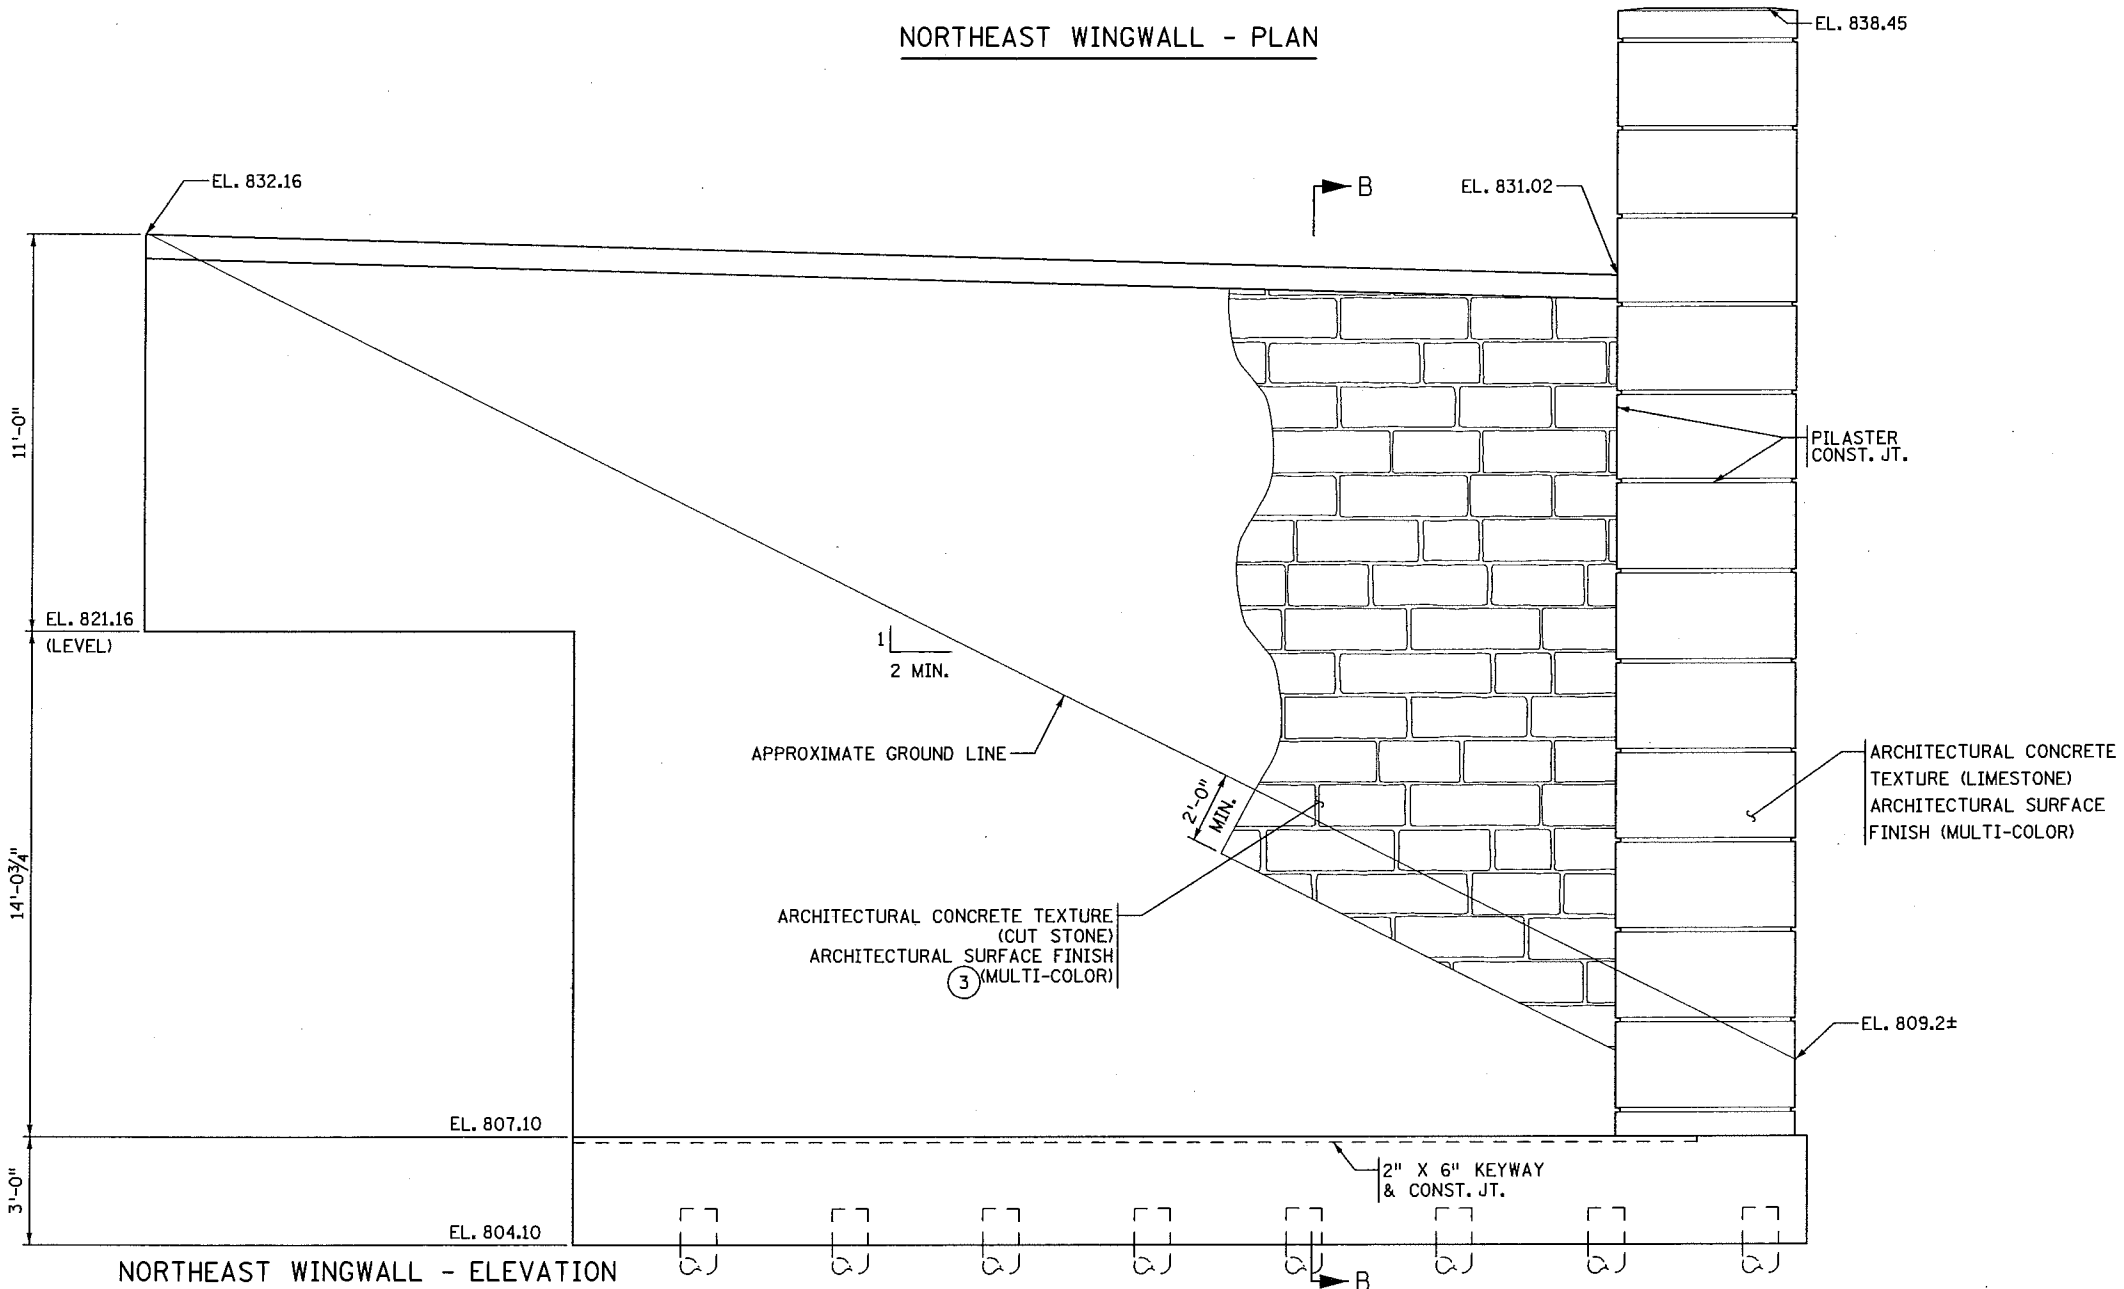 NORTHEAST WINGWALL - PLAN
EL. 838.45
EL. 832.16
B
EL. 831.02
11'-0"
PILASTER
CONST. JT.
EL. 821.16
(LEVEL)
1
2 MIN.
APPROXIMATE GROUND LINE
2'-0"
MIN.
ARCHITECTURAL CONCRETE
TEXTURE (LIMESTONE)
ARCHITECTURAL SURFACE
FINISH (MULTI-COLOR)
14'-0¾"
ARCHITECTURAL CONCRETE TEXTURE
(CUT STONE)
ARCHITECTURAL SURFACE FINISH
3 (MULTI-COLOR)
EL. 809.2±
EL. 807.10
2" X 6" KEYWAY
& CONST. JT.
3'-0"
EL. 804.10
B
NORTHEAST WINGWALL - ELEVATION